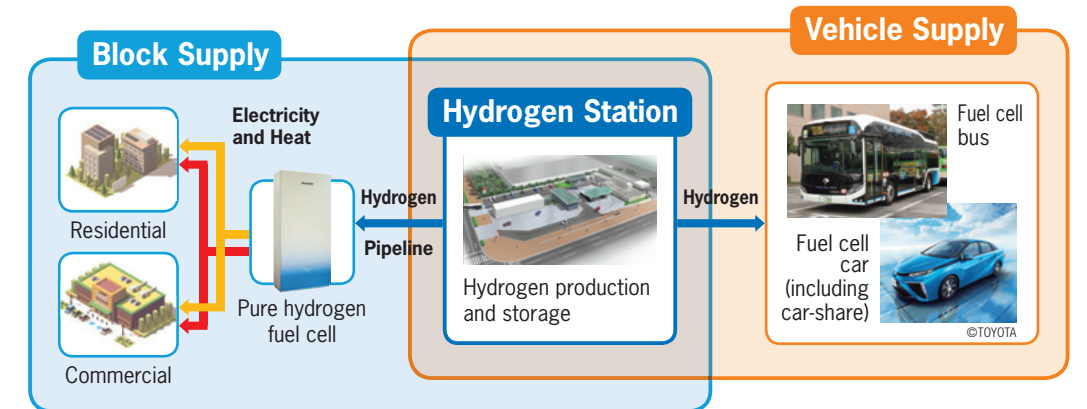 Block Supply
Vehicle Supply
Electricity
and Heat
Residential
Commercial
Pure hydrogen
fuel cell
Hydrogen
Pipeline
Hydrogen Station
Hydrogen production
and storage
Hydrogen
Fuel cell
bus
Fuel cell
car
(including
car-share)
©TOYOTA